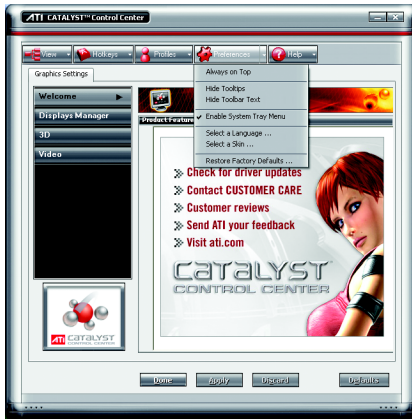 ATI CATALYST™ Control Center
View Hotkeys Profiles Preferences Help
Graphics Settings
Always on Top
Hide Tooltips
Hide Toolbar Text
Enable System Tray Menu
Select a Language ...
Select a Skin ...
Restore Factory Defaults ...
Welcome
Displays Manager
3D
Video
Product Feature
Check for driver updates
Contact CUSTOMER CARE
Customer reviews
Send ATI your feedback
Visit ati.com
CATALYST
CONTROL CENTER
ATI CATALYST
CONTROL CENTER
Done Apply Discard Defaults